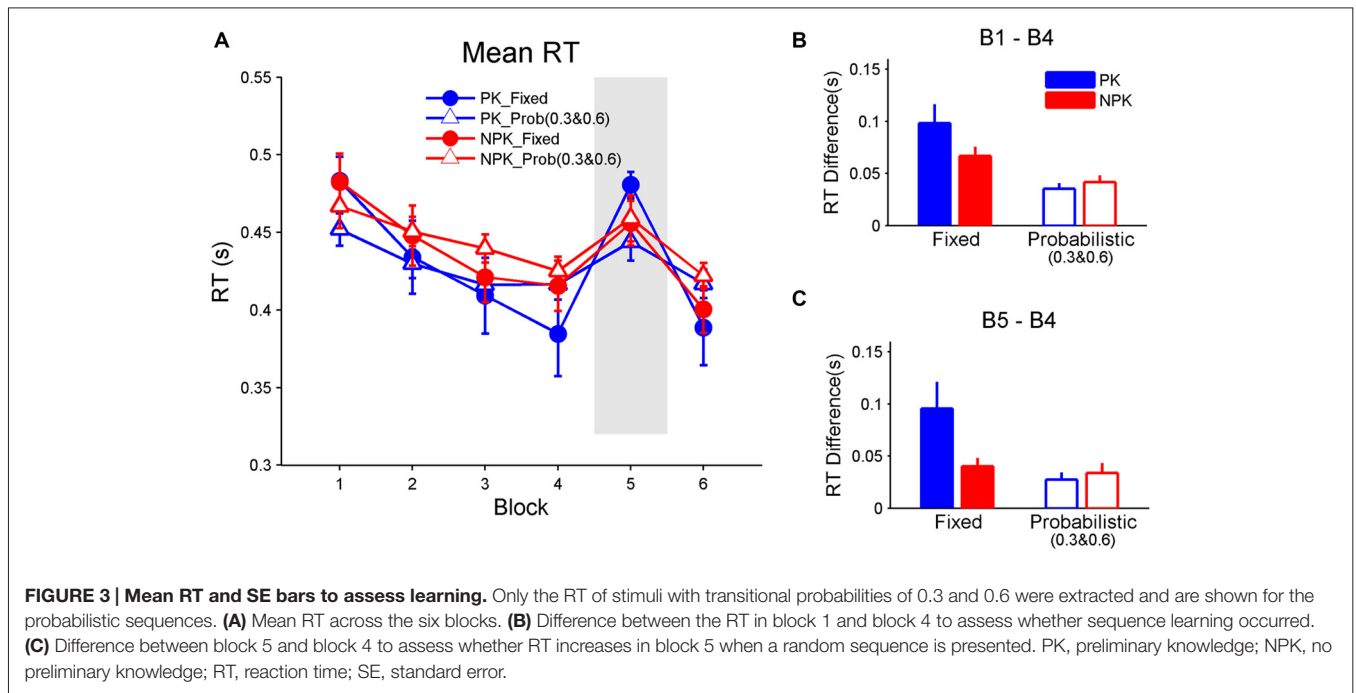 A
Mean RT
PK_Fixed
PK_Prob(0.3&0.6)
NPK_Fixed
NPK_Prob(0.3&0.6)
0.55
0.5
0.45
0.4
0.35
0.3
RT (s)
1 2 3 4 5 6
Block
B
B1 - B4
PK
NPK
0.15
0.1
0.05
0
RT Difference(s)
Fixed Probabilistic
(0.3&0.6)
C
B5 - B4
0.15
0.1
0.05
0
RT Difference(s)
Fixed Probabilistic
(0.3&0.6)
FIGURE 3 | Mean RT and SE bars to assess learning. Only the RT of stimuli with transitional probabilities of 0.3 and 0.6 were extracted and are shown for the
probabilistic sequences. (A) Mean RT across the six blocks. (B) Difference between the RT in block 1 and block 4 to assess whether sequence learning occurred.
(C) Difference between block 5 and block 4 to assess whether RT increases in block 5 when a random sequence is presented. PK, preliminary knowledge; NPK, no
preliminary knowledge; RT, reaction time; SE, standard error.